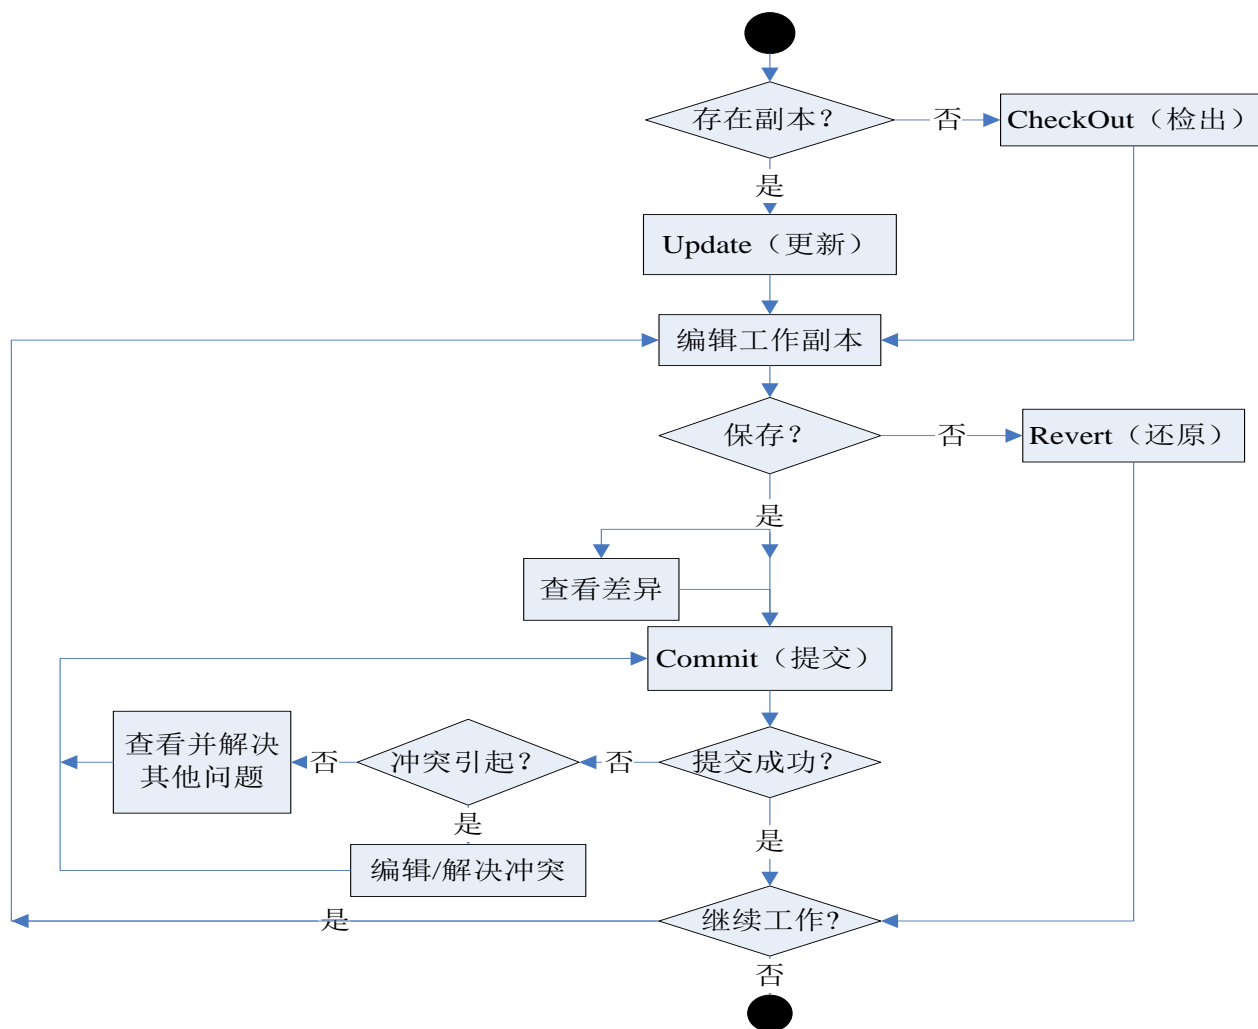 存在副本？
否
CheckOut（检出）
是
Update（更新）
编辑工作副本
保存？
否
Revert（还原）
是
查看差异
Commit（提交）
查看并解决
其他问题
否
冲突引起？
否
提交成功？
是
是
编辑/解决冲突
是
继续工作?
否